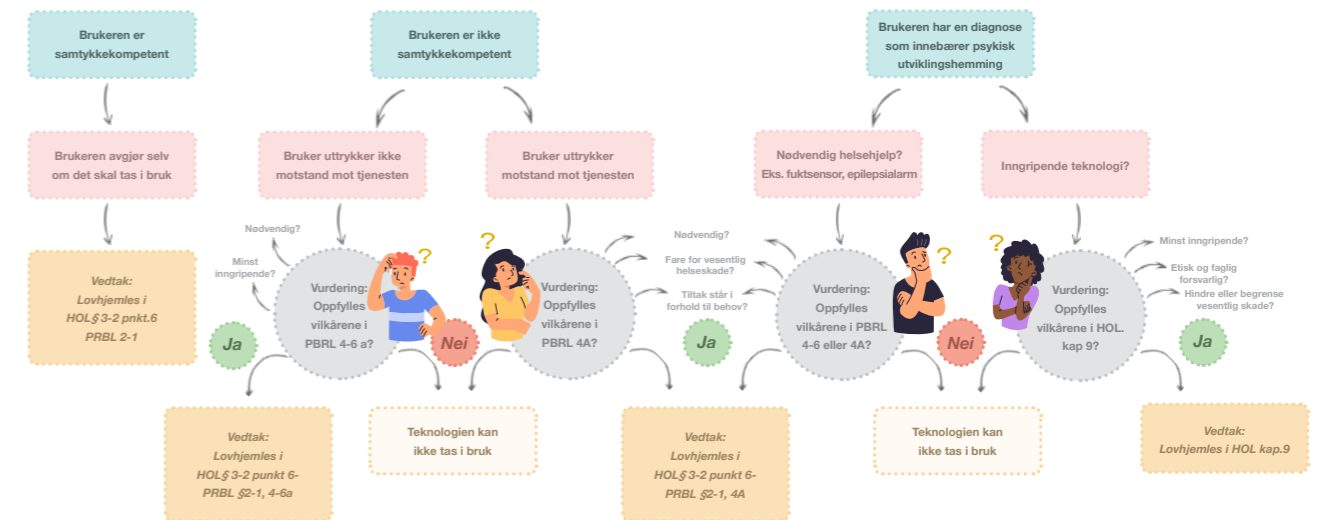 Brukeren er
samtykkekompetent
Brukeren er ikke
samtykkekompetent
Brukeren har en diagnose
som innebærer psykisk
utviklingshemming
Brukeren avgjør selv
om det skal tas i bruk
Bruker uttrykker ikke
motstand mot tjenesten
Bruker uttrykker
motstand mot tjenesten
Nødvendig helsehjelp?
Eks. fuktsensor, epilepsialarm
Inngripende teknologi?
Vedtak:
Lovhjemles i
HOL§ 3-2 pnkt.6
PRBL 2-1
Nødvendig?
Minst
inngripende?
Vurdering:
Oppfylles
vilkårene i
PBRL 4-6 a?
?
?
Vurdering:
Oppfylles
vilkårene i
PBRL 4A?
Nødvendig?
Fare for vesentlig
helseskade?
Tiltak står i
forhold til behov?
Vurdering:
Oppfylles
vilkårene i PBRL
4-6 eller 4A?
?
?
Vurdering:
Oppfylles
vilkårene i HOL.
kap 9?
Minst inngripende?
Etisk og faglig
forsvarlig?
Hindre eller begrense
vesentlig skade?
Ja
Nei
Ja
Nei
Ja
Vedtak:
Lovhjemles i
HOL§ 3-2 punkt 6-
PRBL §2-1, 4-6a
Teknologien kan
ikke tas i bruk
Vedtak:
Lovhjemles i
HOL§ 3-2 punkt 6-
PRBL §2-1, 4A
Teknologien kan
ikke tas i bruk
Vedtak:
Lovhjemles i HOL kap.9